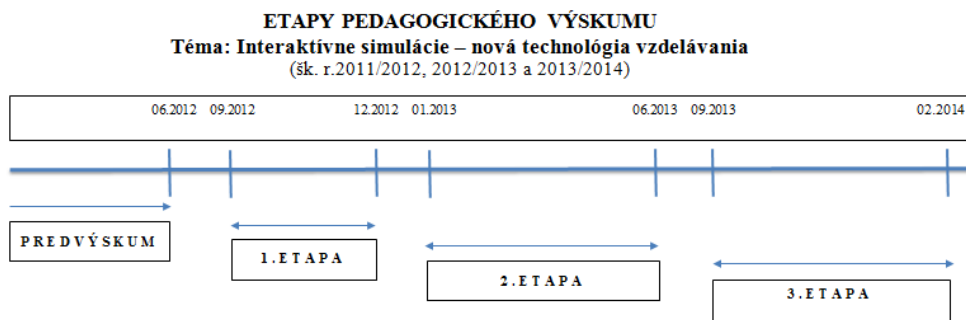 ETAPY PEDAGOGICKÉHO VÝSKUMU
Téma: Interaktívne simulácie – nová technológia vzdelávania
(šk. r.2011/2012, 2012/2013 a 2013/2014)
06.2012 09.2012 12.2012 01.2013 06.2013 09.2013 02.2014
PREDVÝSKUM
1.ETAPA
2.ETAPA
3.ETAPA